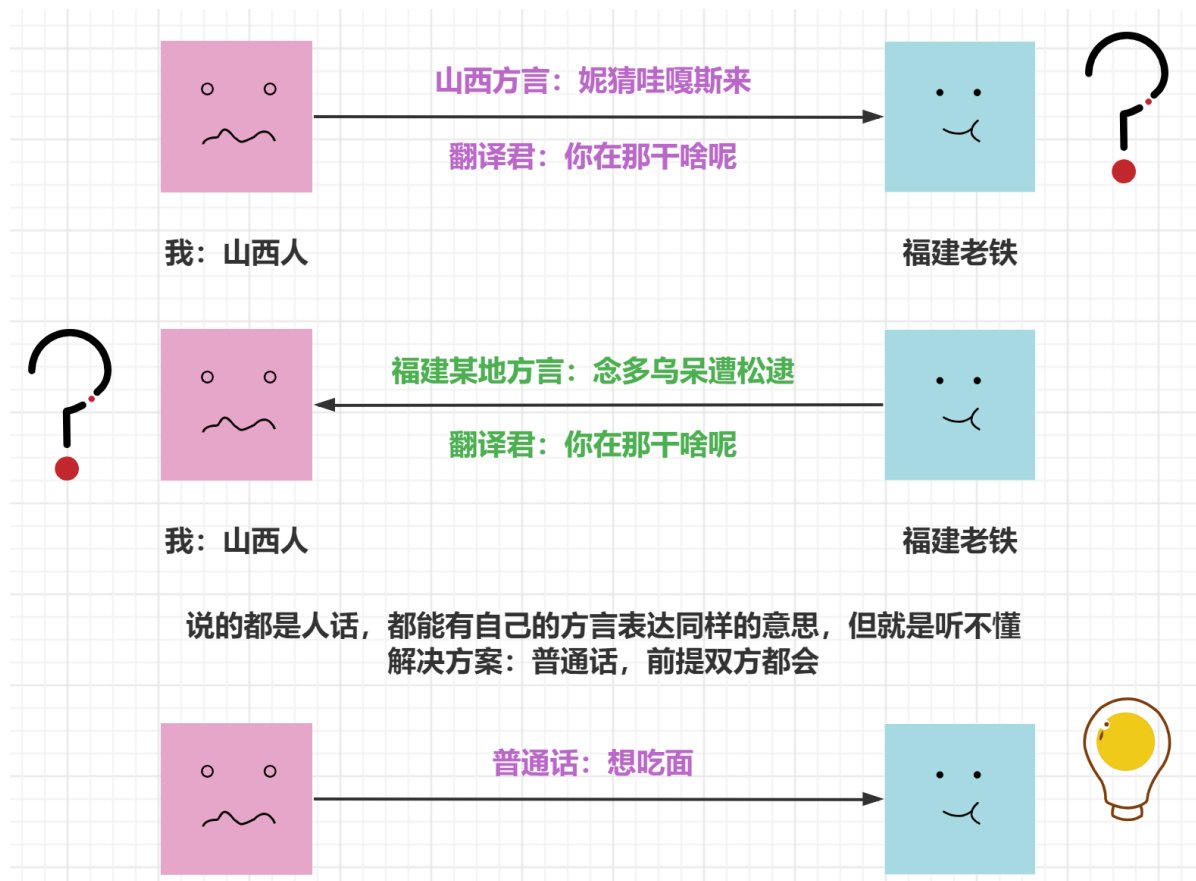 山西方言：妮猜哇嘎斯来
翻译君：你在那干啥呢
我：山西人
福建老铁
福建某地方言：念多乌呆遭松逮
翻译君：你在那干啥呢
我：山西人
福建老铁
说的都是人话，都能有自己的方言表达同样的意思，但就是听不懂
解决方案：普通话，前提双方都会
普通话：想吃面